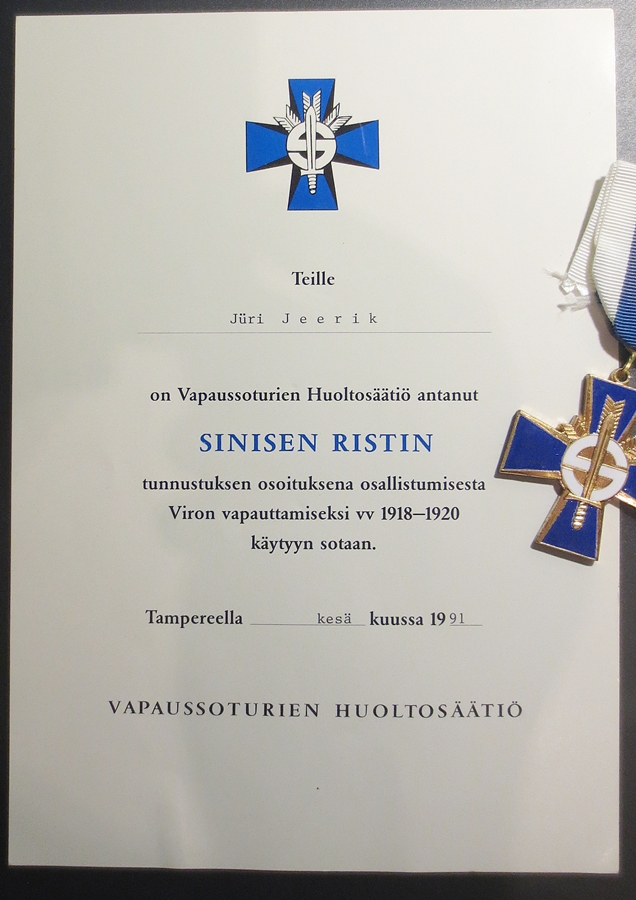 Teille
Jüri J e e r i k
on Vapaussoturien Huoltosäätiö antanut
SINISEN RISTIN
tunnustuksen osoituksena osallistumisesta
Viron vapauttamiseksi vv 1918—1920
käytyyn sotaan.
Tampereella kesä kuussa 1991
VAPAUSSOTURIEN HUOLTOSÄÄTIÖ